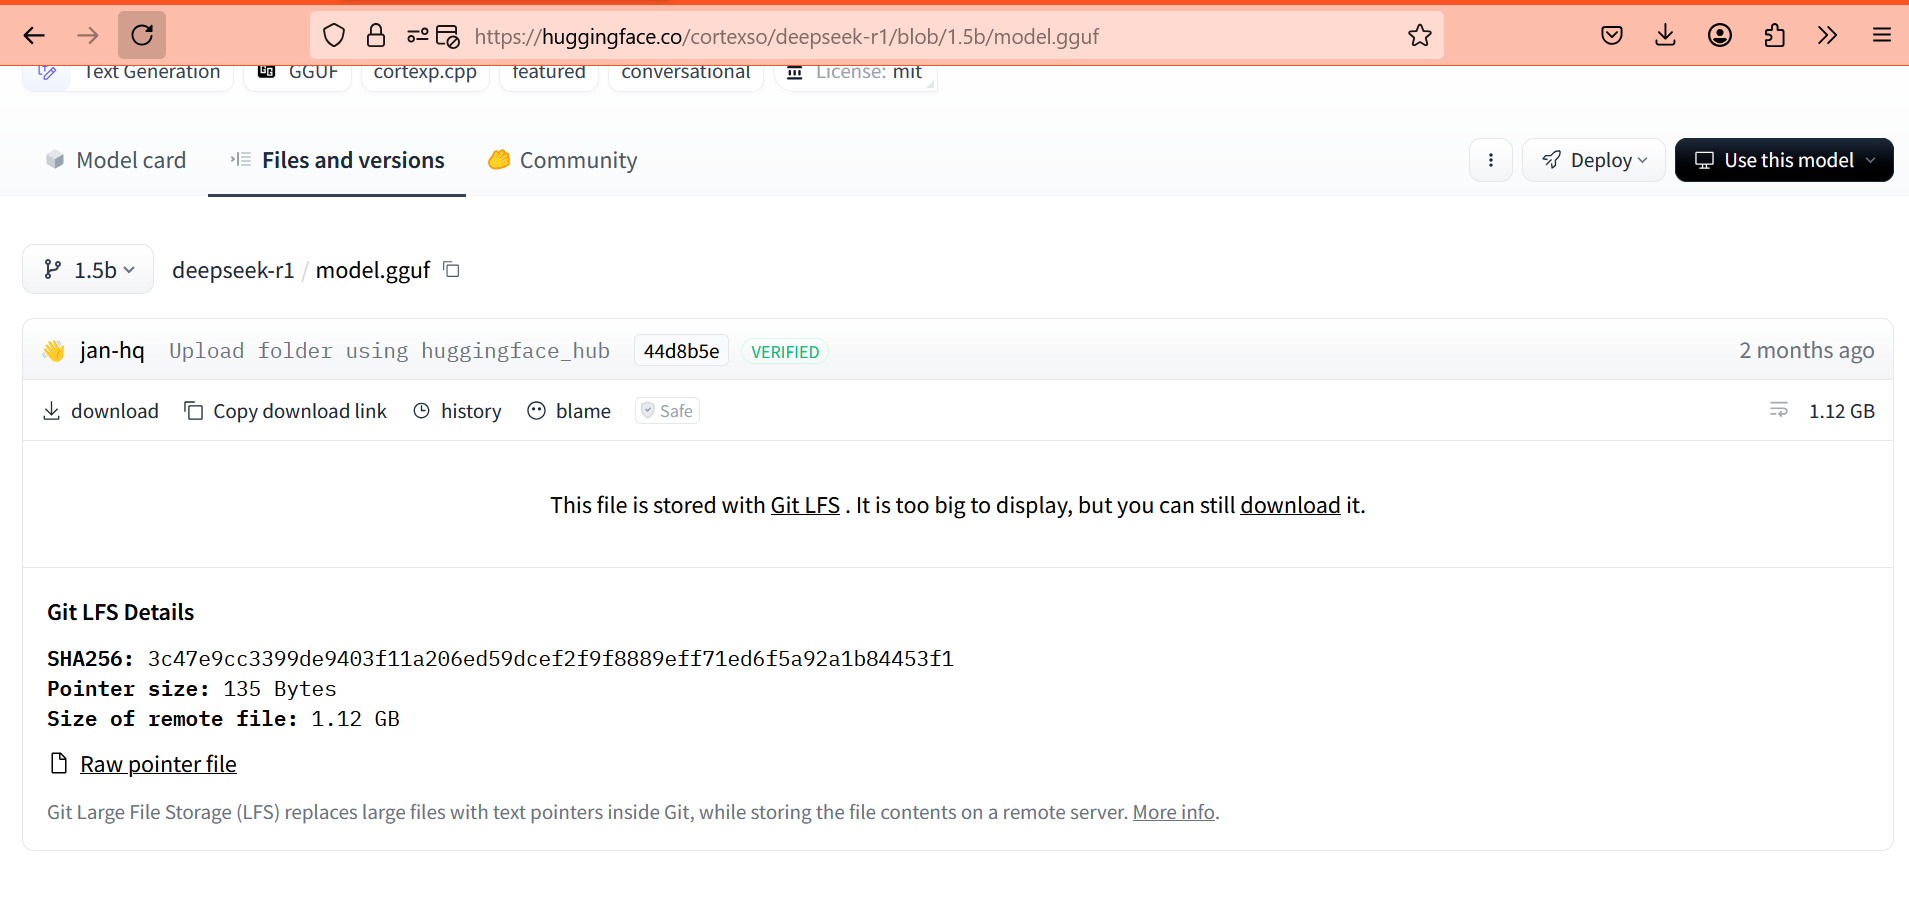 https://huggingface.co/cortexso/deepseek-r1/blob/1.5b/model.gguf
Text Generation GGUF cortexp.cpp featured conversational License: mit
Model card Files and versions Community Deploy Use this model
1.5b deepseek-r1 / model.gguf
jan-hq Upload folder using huggingface_hub 44d8b5e VERIFIED 2 months ago
download Copy download link history blame Safe 1.12 GB
This file is stored with Git LFS . It is too big to display, but you can still download it.
Git LFS Details
SHA256: 3c47e9cc3399de9403f11a206ed59dcef2f9f8889eff71ed6f5a92a1b84453f1
Pointer size: 135 Bytes
Size of remote file: 1.12 GB
Raw pointer file
Git Large File Storage (LFS) replaces large files with text pointers inside Git, while storing the file contents on a remote server. More info.